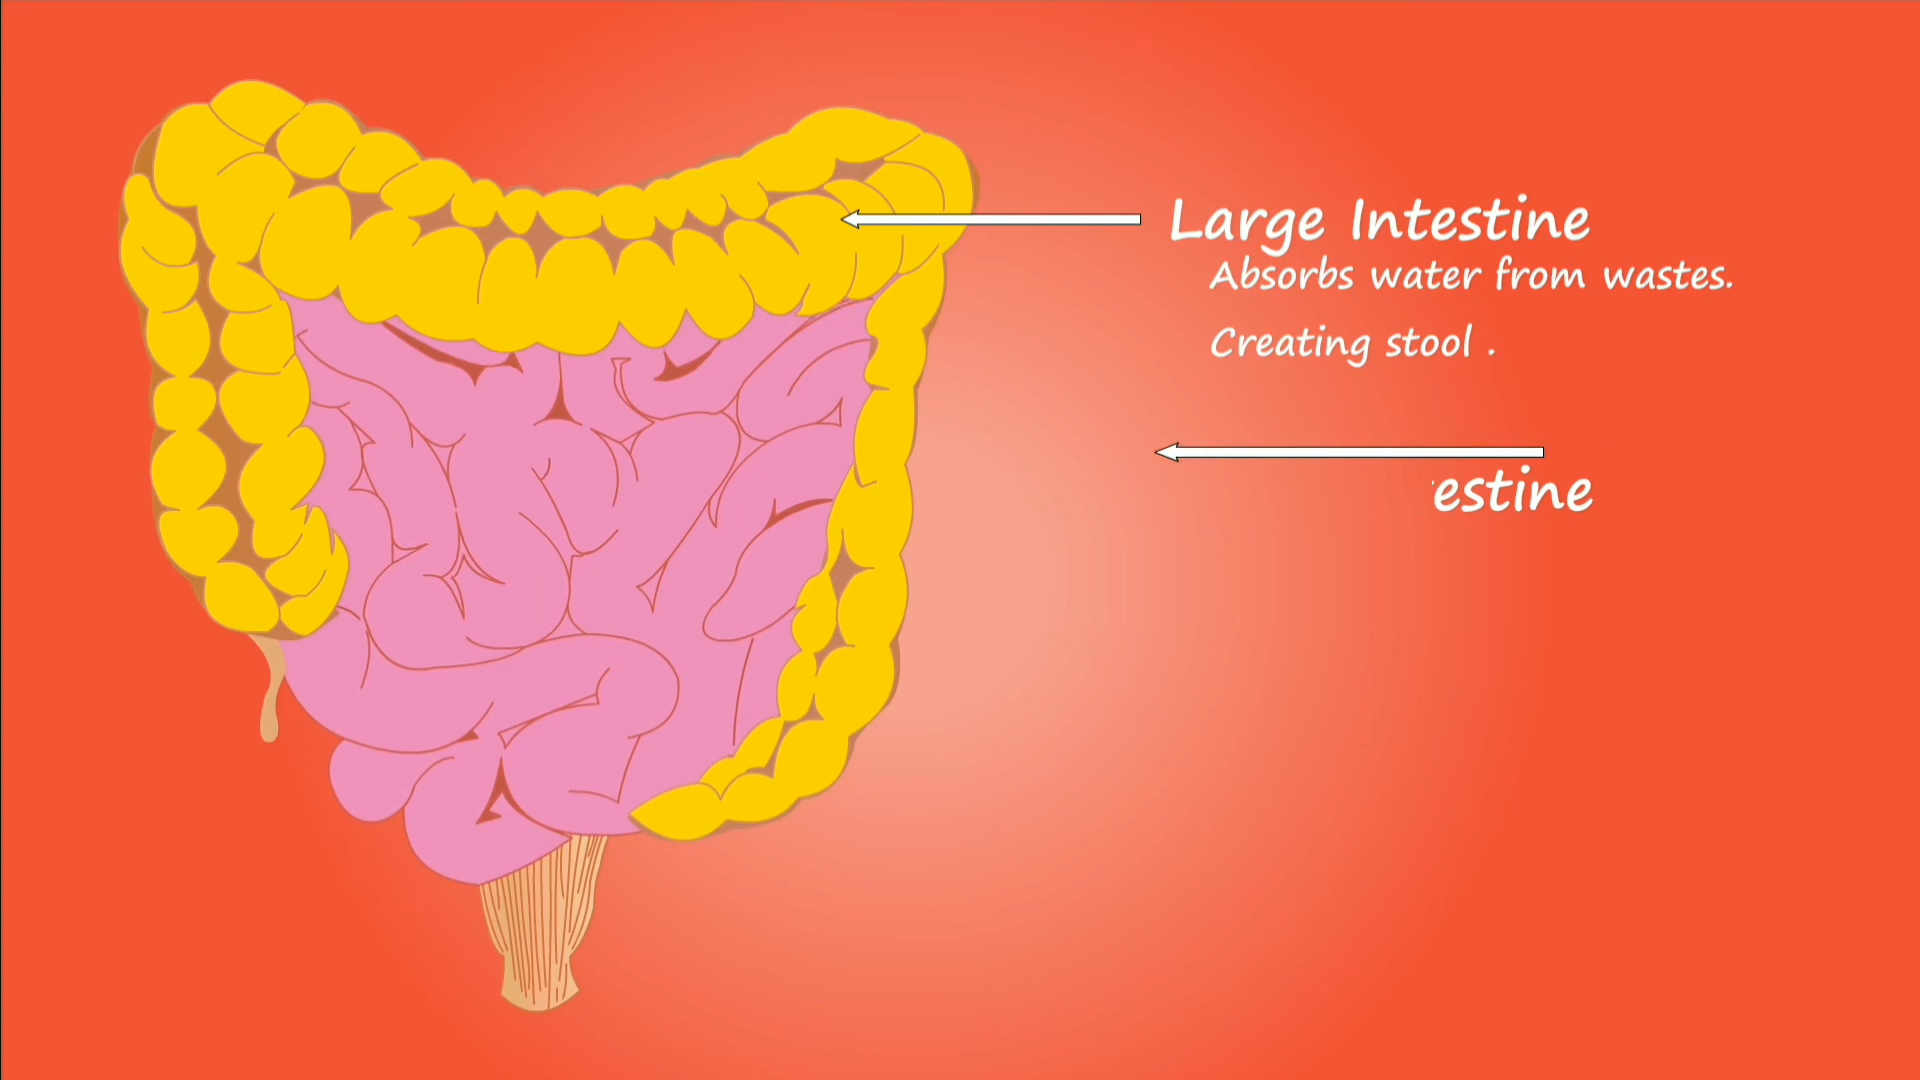 Large Intestine
Absorbs water from wastes.
Creating stool .
estine